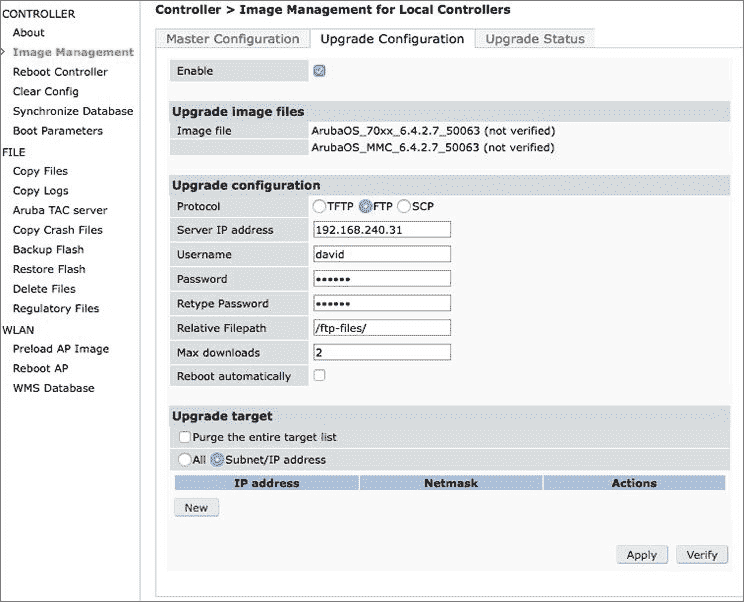 Controller > Image Management for Local Controllers
CONTROLLER
About
Image Management
Reboot Controller
Clear Config
Synchronize Database
Boot Parameters
FILE
Copy Files
Copy Logs
Aruba TAC server
Copy Crash Files
Backup Flash
Restore Flash
Delete Files
Regulatory Files
WLAN
Preload AP Image
Reboot AP
WMS Database
Master Configuration Upgrade Configuration Upgrade Status
Enable
Upgrade image files
Image file ArubaOS_70xx_6.4.2.7_50063 (not verified)
ArubaOS_MMC_6.4.2.7_50063 (not verified)
Upgrade configuration
Protocol TFTP FTP SCP
Server IP address 192.168.240.31
Username david
Password ••••••
Retype Password ••••••
Relative Filepath /ftp-files/
Max downloads 2
Reboot automatically
Upgrade target
Purge the entire target list
All Subnet/IP address
IP address Netmask Actions
New
Apply Verify